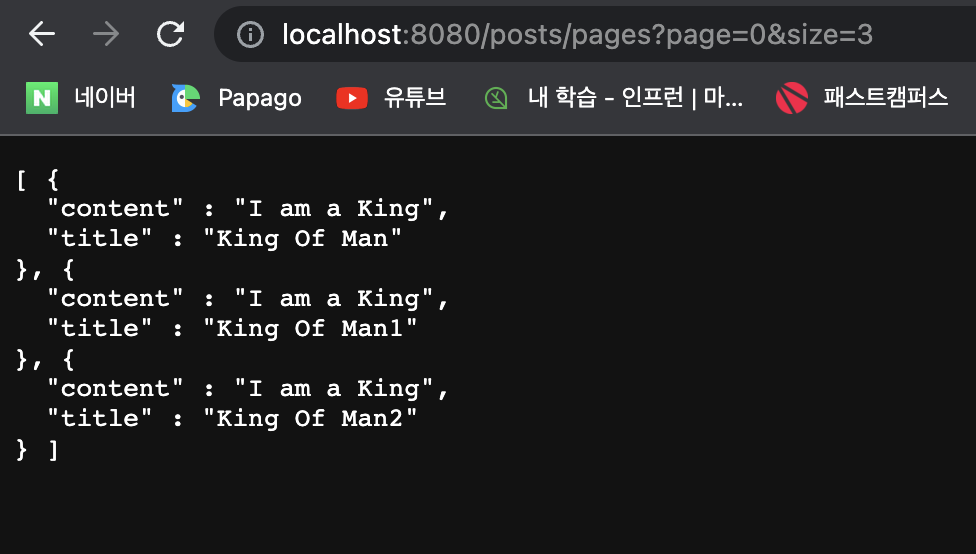 localhost:8080/posts/pages?page=0&size=3
N 네이버 Papago 유튜브 내 학습 - 인프런 | 마... 패스트캠퍼스
[ {
  "content" : "I am a King",
  "title" : "King Of Man"
}, {
  "content" : "I am a King",
  "title" : "King Of Man1"
}, {
  "content" : "I am a King",
  "title" : "King Of Man2"
} ]